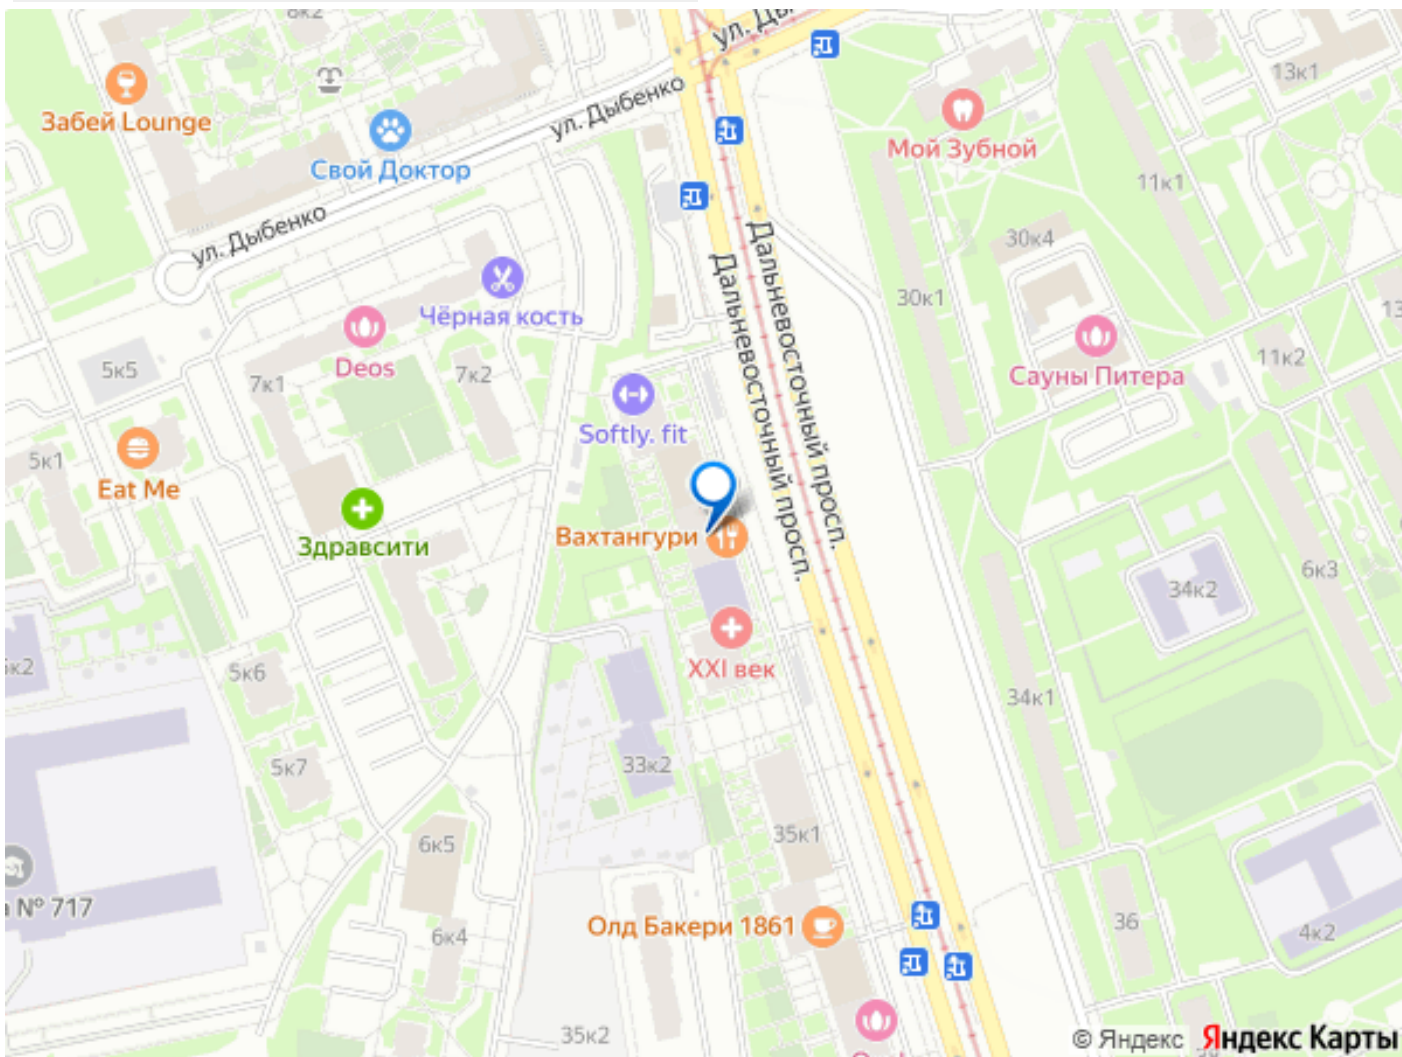 8к2
ул. Дыбенко
13к1
Забей Lounge
ул. Дыбенко
Мой Зубной
Свой Доктор
11к1
ул. Дыбенко
30к4
Дальневосточный просп.
Дальневосточный просп.
30к1
Чёрная кость
5к5
Deos
7к1
7к2
11к2
Сауны Питера
Softly. fit
5к1
Eat Me
Вахтангури
Здравсити
6к3
34к2
5к6
XXI век
34к1
33к2
5к7
35к1
6к5
№ 717
Олд Бакери 1861
36
6к4
4к2
35к2
© Яндекс Яндекс Карты